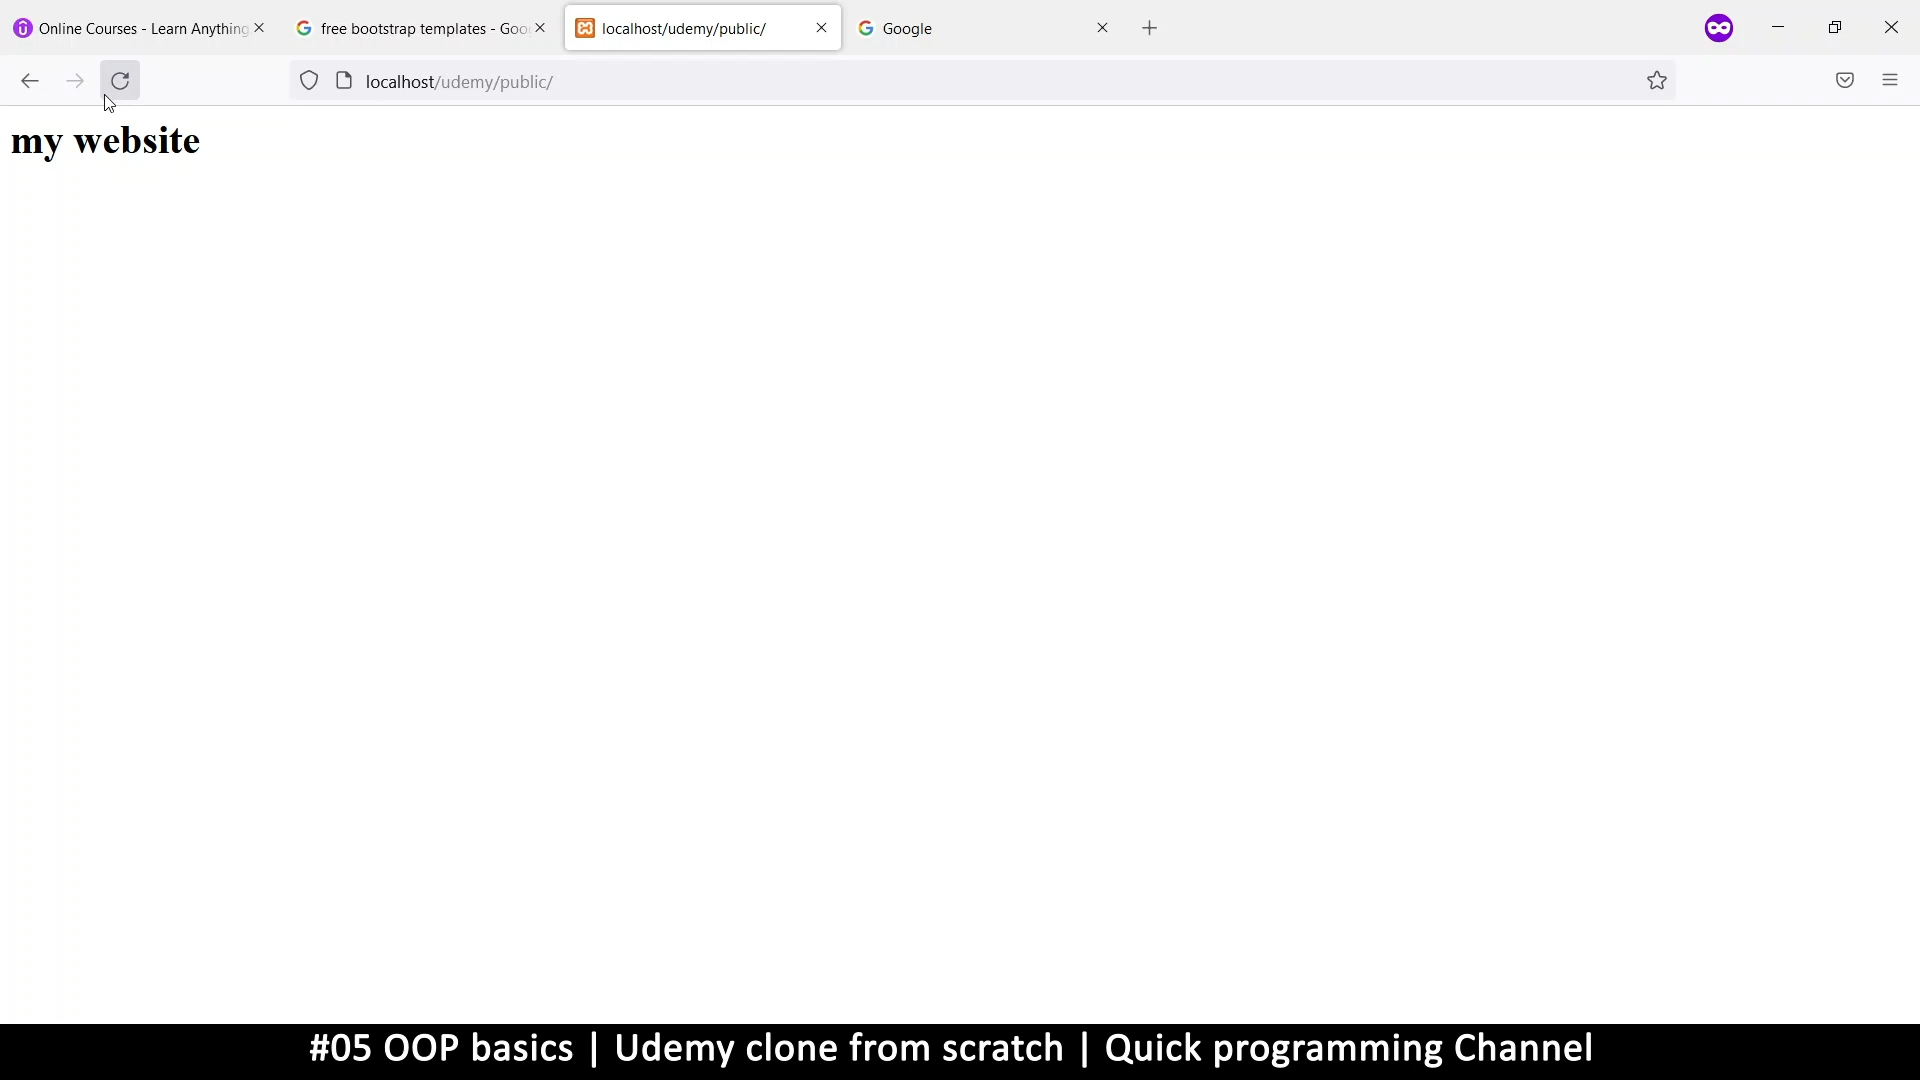 Online Courses - Learn Anything
free bootstrap templates - Goo
localhost/udemy/public/
Google
localhost/udemy/public/
my website
#05 OOP basics | Udemy clone from scratch | Quick programming Channel